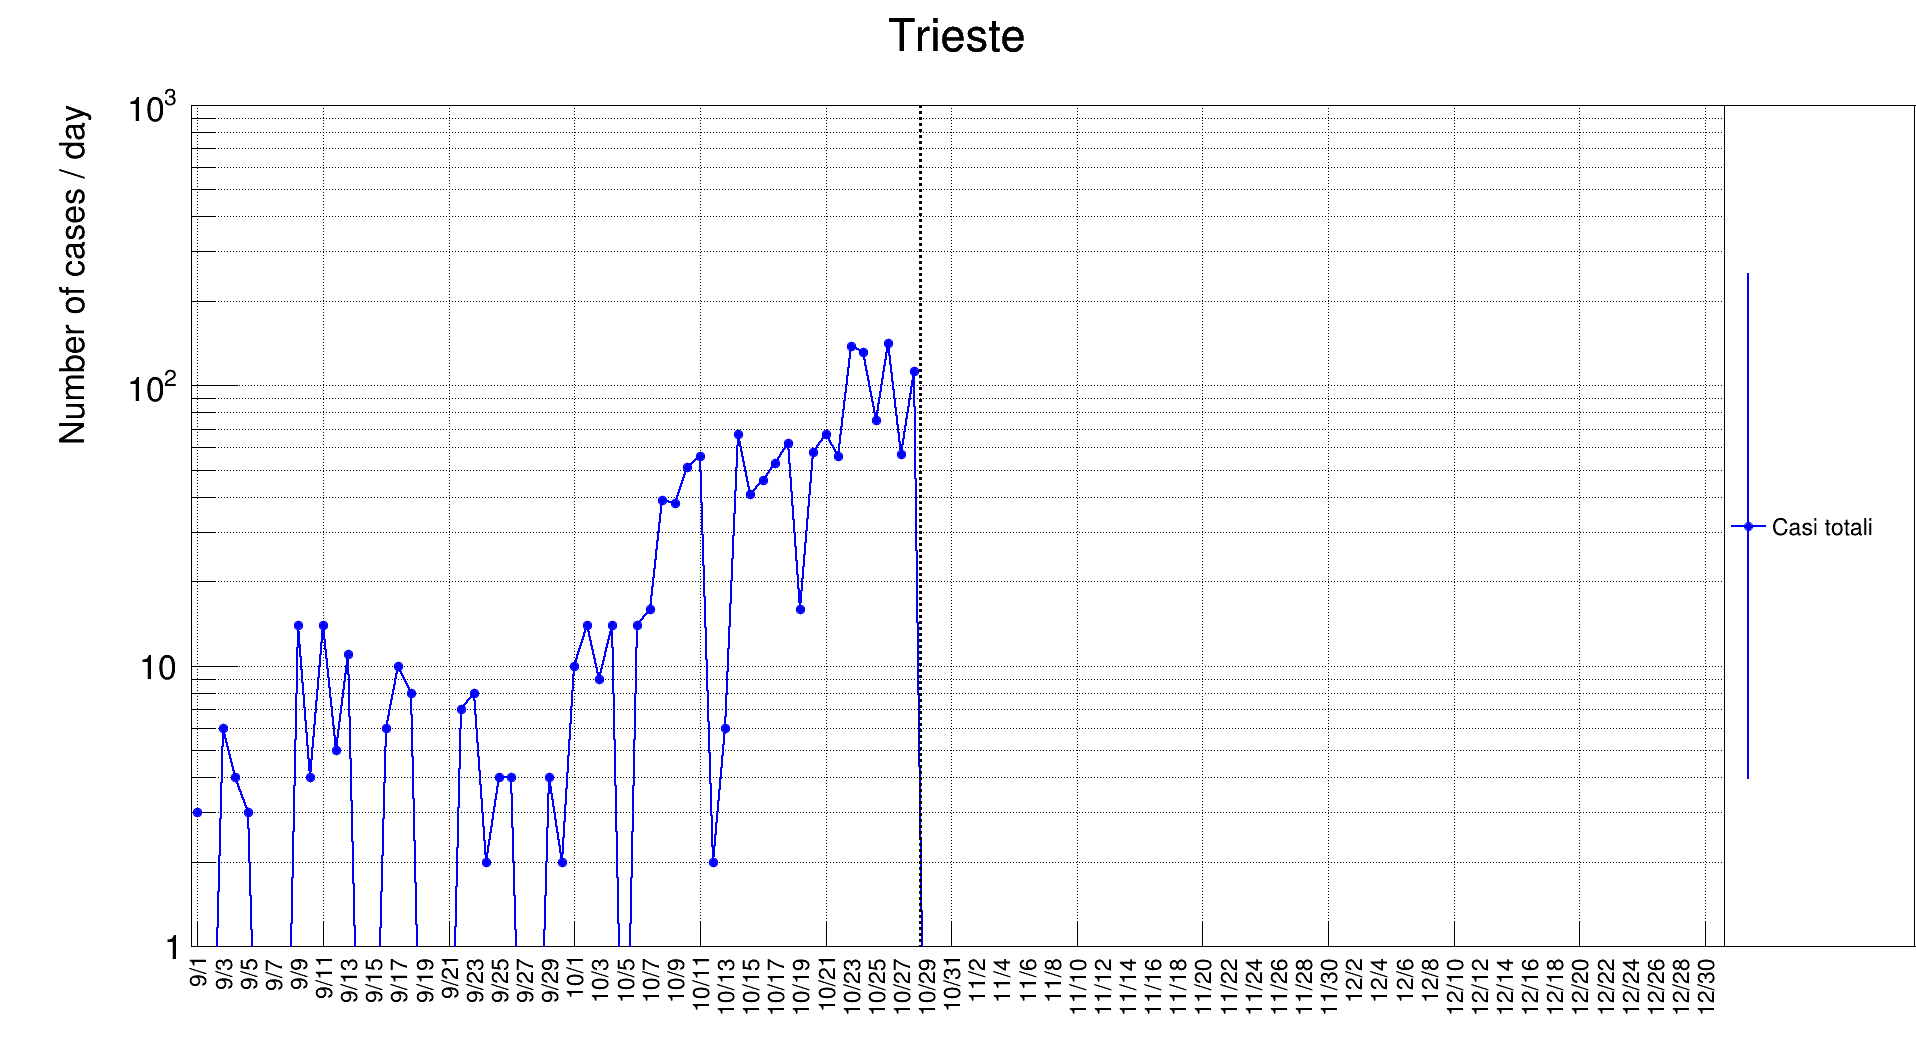 Trieste
Number of cases / day
10³
10²
10
1
9/1 9/3 9/5 9/7 9/9 9/11 9/13 9/15 9/17 9/19 9/21 9/23 9/25 9/27 9/29 10/1 10/3 10/5 10/7 10/9 10/11 10/13 10/15 10/17 10/19 10/21 10/23 10/25 10/27 10/29 10/31 11/2 11/4 11/6 11/8 11/10 11/12 11/14 11/16 11/18 11/20 11/22 11/24 11/26 11/28 11/30 12/2 12/4 12/6 12/8 12/10 12/12 12/14 12/16 12/18 12/20 12/22 12/24 12/26 12/28 12/30
Casi totali